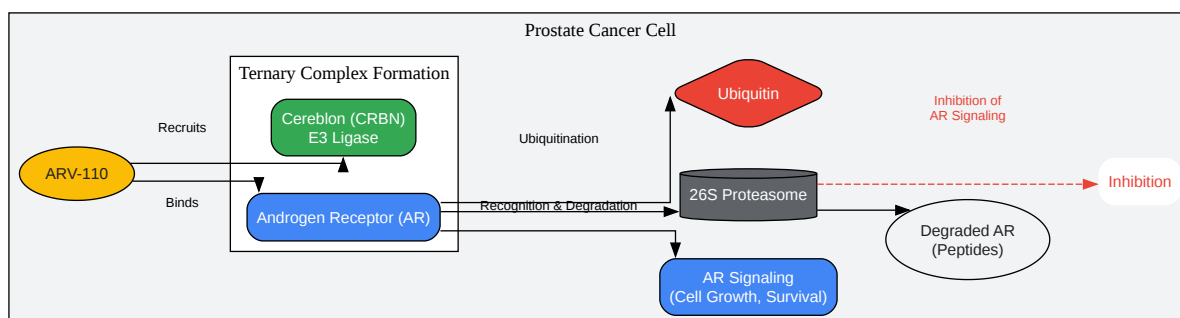 Prostate Cancer Cell
Ternary Complex Formation
Cereblon (CRBN)
E3 Ligase
Recruits
ARV-110
Binds
Androgen Receptor (AR)
Ubiquitination
Ubiquitin
Recognition & Degradation
26S Proteasome
AR Signaling
(Cell Growth, Survival)
Inhibition of
AR Signaling
Inhibition
Degraded AR
(Peptides)